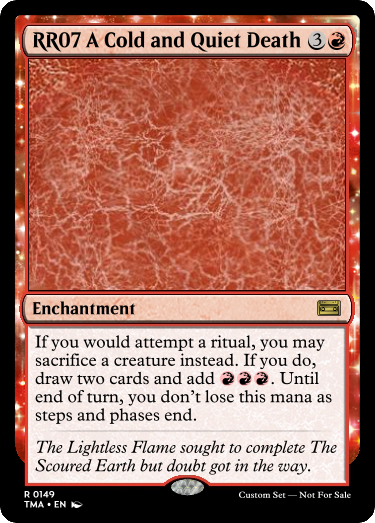 RR07 A Cold and Quiet Death 3
Enchantment
If you would attempt a ritual, you may
sacrifice a creature instead. If you do,
draw two cards and add . Until
end of turn, you don't lose this mana as
steps and phases end.
The Lightless Flame sought to complete The
Scoured Earth but doubt got in the way.
R 0149
TMA • EN
Custom Set — Not For Sale